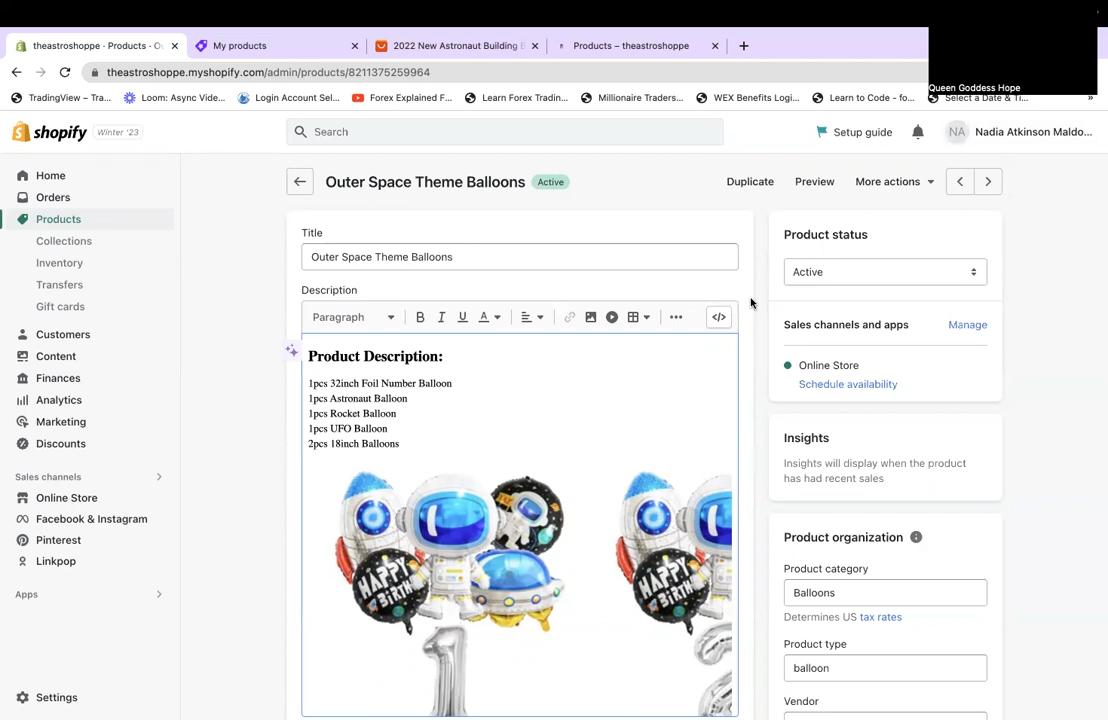 theastroshoppe · Products · O
My products
2022 New Astronaut Building
Products – theastroshoppe
theastroshoppe.myshopify.com/admin/products/8211375259964
Queen Goddess Hope
TradingView – Tra...
Loom: Async Vide...
Login Account Sel...
Forex Explained F...
Learn Forex Tradin...
Millionaire Traders...
WEX Benefits Logi...
Learn to Code - fo...
Select a Date & Ti...
»
shopify
Winter '23
Search
Setup guide
NA
Nadia Atkinson Maldo...
Home
Orders
Products
Collections
Inventory
Transfers
Gift cards
Customers
Content
Finances
Analytics
Marketing
Discounts
Sales channels
Online Store
Facebook & Instagram
Pinterest
Linkpop
Apps
Settings
Outer Space Theme Balloons
Active
Duplicate
Preview
More actions
Title
Outer Space Theme Balloons
Description
Paragraph
B
I
U
A
</>
Product Description:
1pcs 32inch Foil Number Balloon
1pcs Astronaut Balloon
1pcs Rocket Balloon
1pcs UFO Balloon
2pcs 18inch Balloons
HAPPY
BIRTH
HAPPY
BIRTH
1
Product status
Active
Sales channels and apps
Manage
Online Store
Schedule availability
Insights
Insights will display when the product
has had recent sales
Product organization
Product category
Balloons
Determines US tax rates
Product type
balloon
Vendor